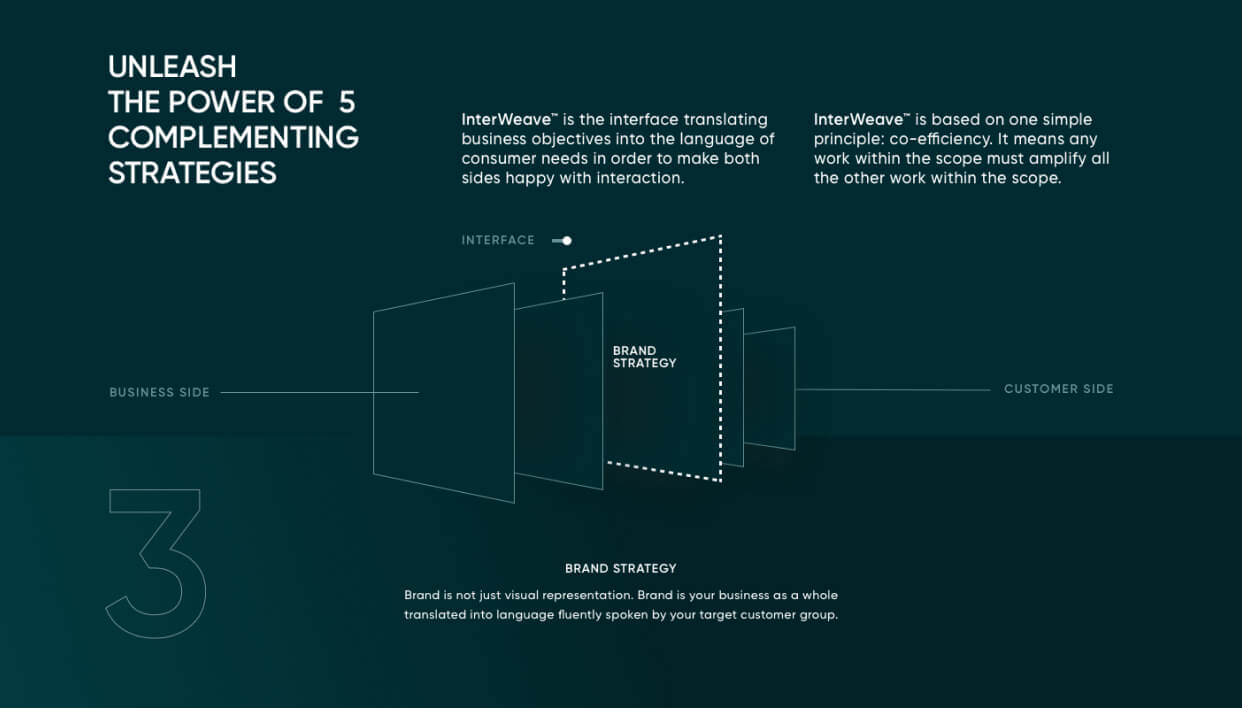 UNLEASH
THE POWER OF 5
COMPLEMENTING
STRATEGIES
InterWeave™ is the interface translating
business objectives into the language of
consumer needs in order to make both
sides happy with interaction.
InterWeave™ is based on one simple
principle: co-efficiency. It means any
work within the scope must amplify all
the other work within the scope.
INTERFACE
BRAND
STRATEGY
BUSINESS SIDE
CUSTOMER SIDE
3
BRAND STRATEGY
Brand is not just visual representation. Brand is your business as a whole
translated into language fluently spoken by your target customer group.